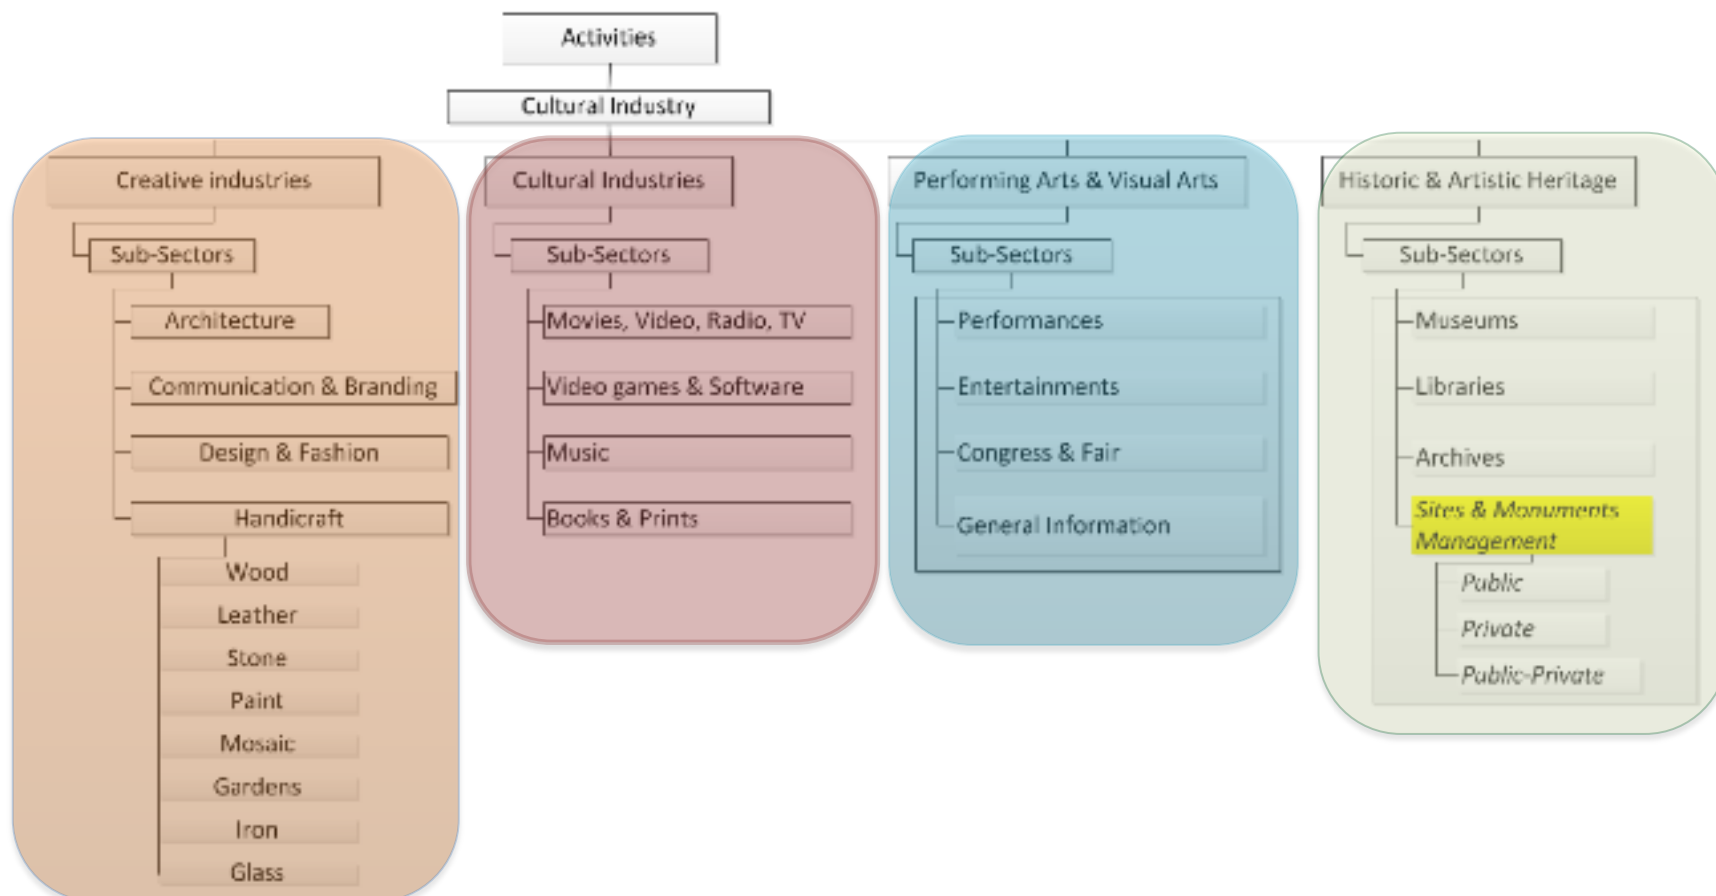 Activities
Cultural Industry
Creative industries
Sub-Sectors
Architecture
Communication & Branding
Design & Fashion
Handicraft
Wood
Leather
Stone
Paint
Mosaic
Gardens
Iron
Glass
Cultural Industries
Sub-Sectors
Movies, Video, Radio, TV
Video games & Software
Music
Books & Prints
Performing Arts & Visual Arts
Sub-Sectors
Performances
Entertainments
Congress & Fair
General Information
Historic & Artistic Heritage
Sub-Sectors
Museums
Libraries
Archives
Sites & Monuments
Management
Public
Private
Public-Private